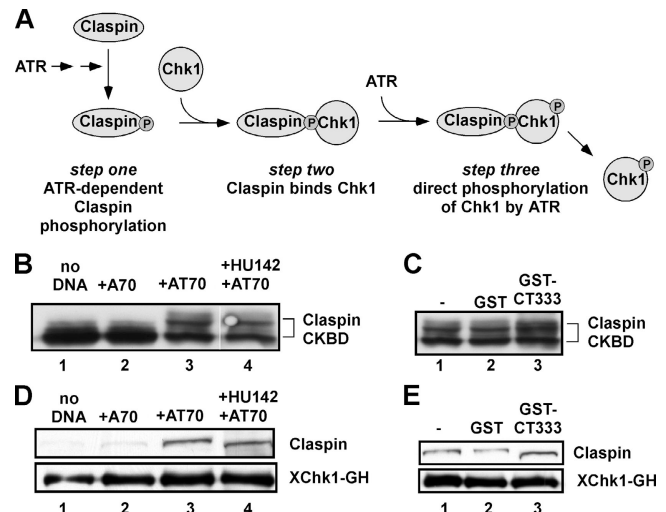 A
Claspin
ATR
Chk1
ATR
Claspin P
Claspin P Chk1
Claspin P Chk1 P
Chk1 P
step one
ATR-dependent
Claspin
phosphorylation
step two
Claspin binds Chk1
step three
direct phosphorylation
of Chk1 by ATR
B
no DNA +A70 +AT70 +HU142 +AT70
Claspin
CKBD
1 2 3 4
C
- GST GST-CT333
Claspin
CKBD
1 2 3
D
no DNA +A70 +AT70 +HU142 +AT70
Claspin
XChk1-GH
1 2 3 4
E
- GST GST-CT333
Claspin
XChk1-GH
1 2 3